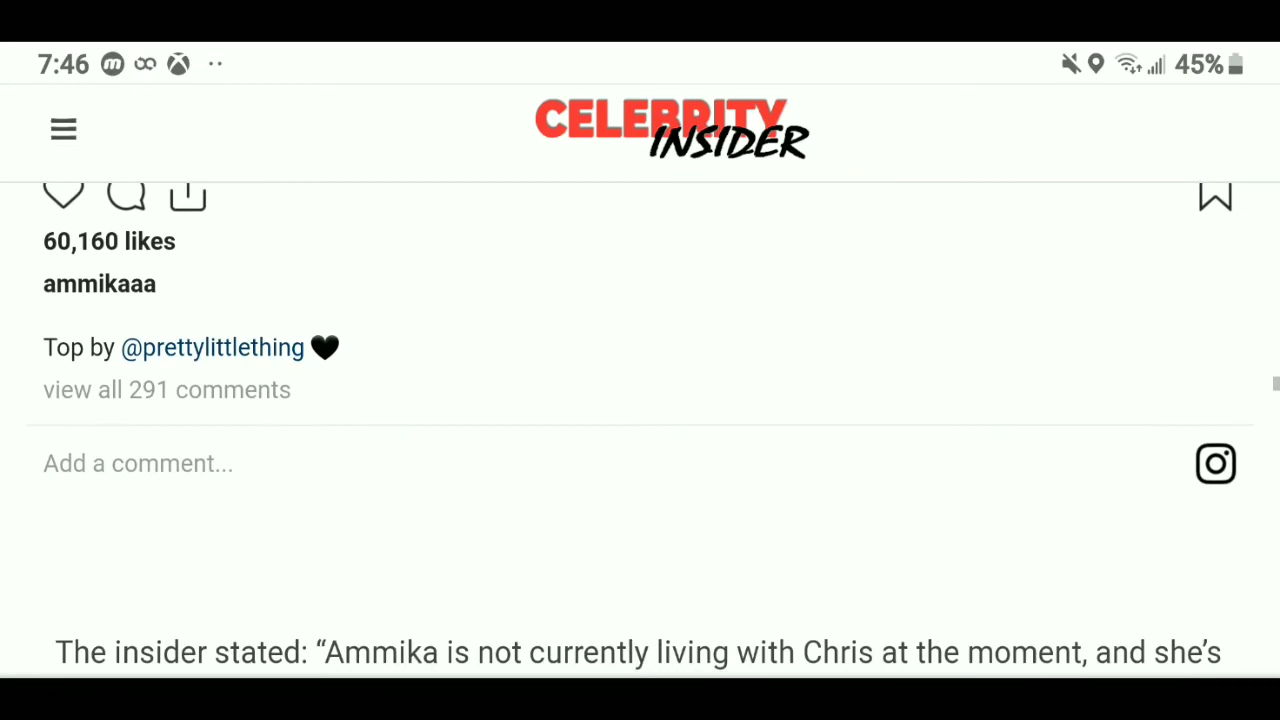 7:46
45%
CELEBRITY
INSIDER
60,160 likes
ammikaaa
Top by @prettylittlething🖤
view all 291 comments
Add a comment...
The insider stated: “Ammika is not currently living with Chris at the moment, and she’s